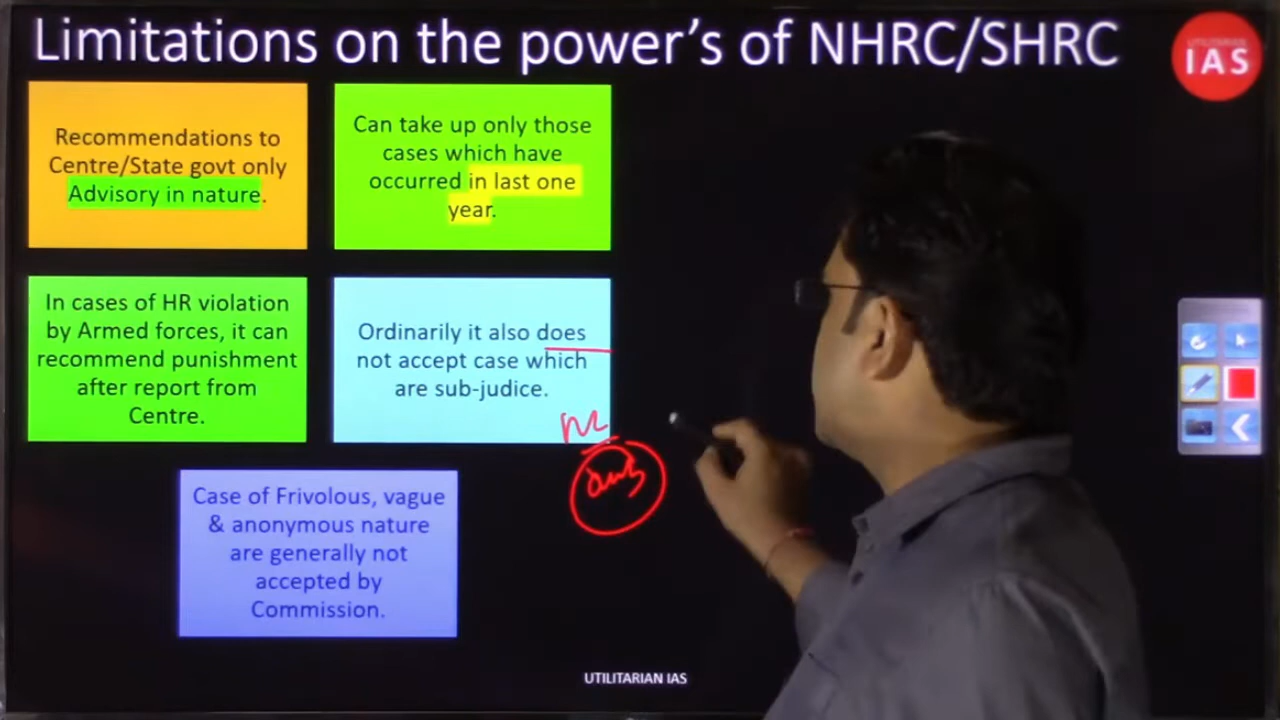 Limitations on the power's of NHRC/SHRC
UTILITARIAN
IAS
Recommendations to
Centre/State govt only
Advisory in nature.
Can take up only those
cases which have
occurred in last one
year.
In cases of HR violation
by Armed forces, it can
recommend punishment
after report from
Centre.
Ordinarily it also does
not accept case which
are sub-judice.
Case of Frivolous, vague
& anonymous nature
are generally not
accepted by
Commission.
UTILITARIAN IAS